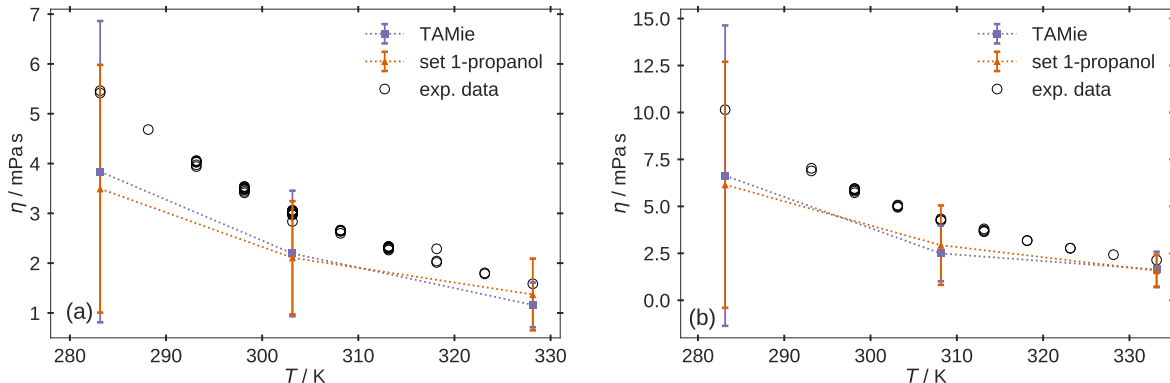 7
6
5
4
3
2
1
η / mPa s
TAMie
set 1-propanol
exp. data
(a)
280
290
300
310
320
330
T / K
15.0
12.5
10.0
7.5
5.0
2.5
0.0
η / mPa s
TAMie
set 1-propanol
exp. data
(b)
280
290
300
310
320
330
T / K